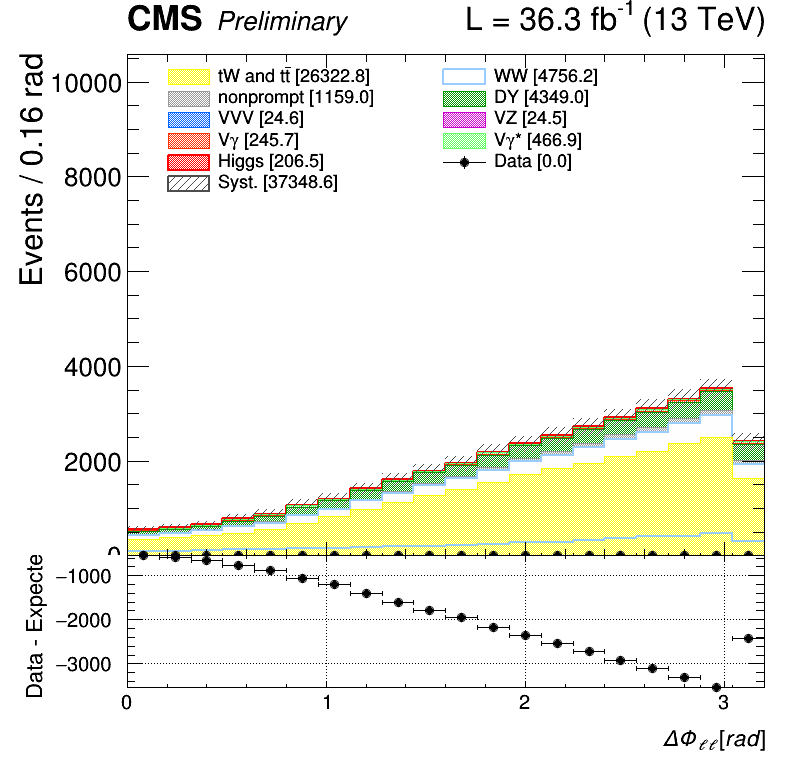 CMS Preliminary L = 36.3 fb⁻¹ (13 TeV)
Events / 0.16 rad
10000
8000
6000
4000
2000
0
tW and tt̄ [26322.8]
nonprompt [1159.0]
VVV [24.6]
Vγ [245.7]
Higgs [206.5]
Syst. [37348.6]
WW [4756.2]
DY [4349.0]
VZ [24.5]
Vγ* [466.9]
Data [0.0]
Data - Expecte
−1000
−2000
−3000
0 1 2 3
ΔΦℓℓ[rad]